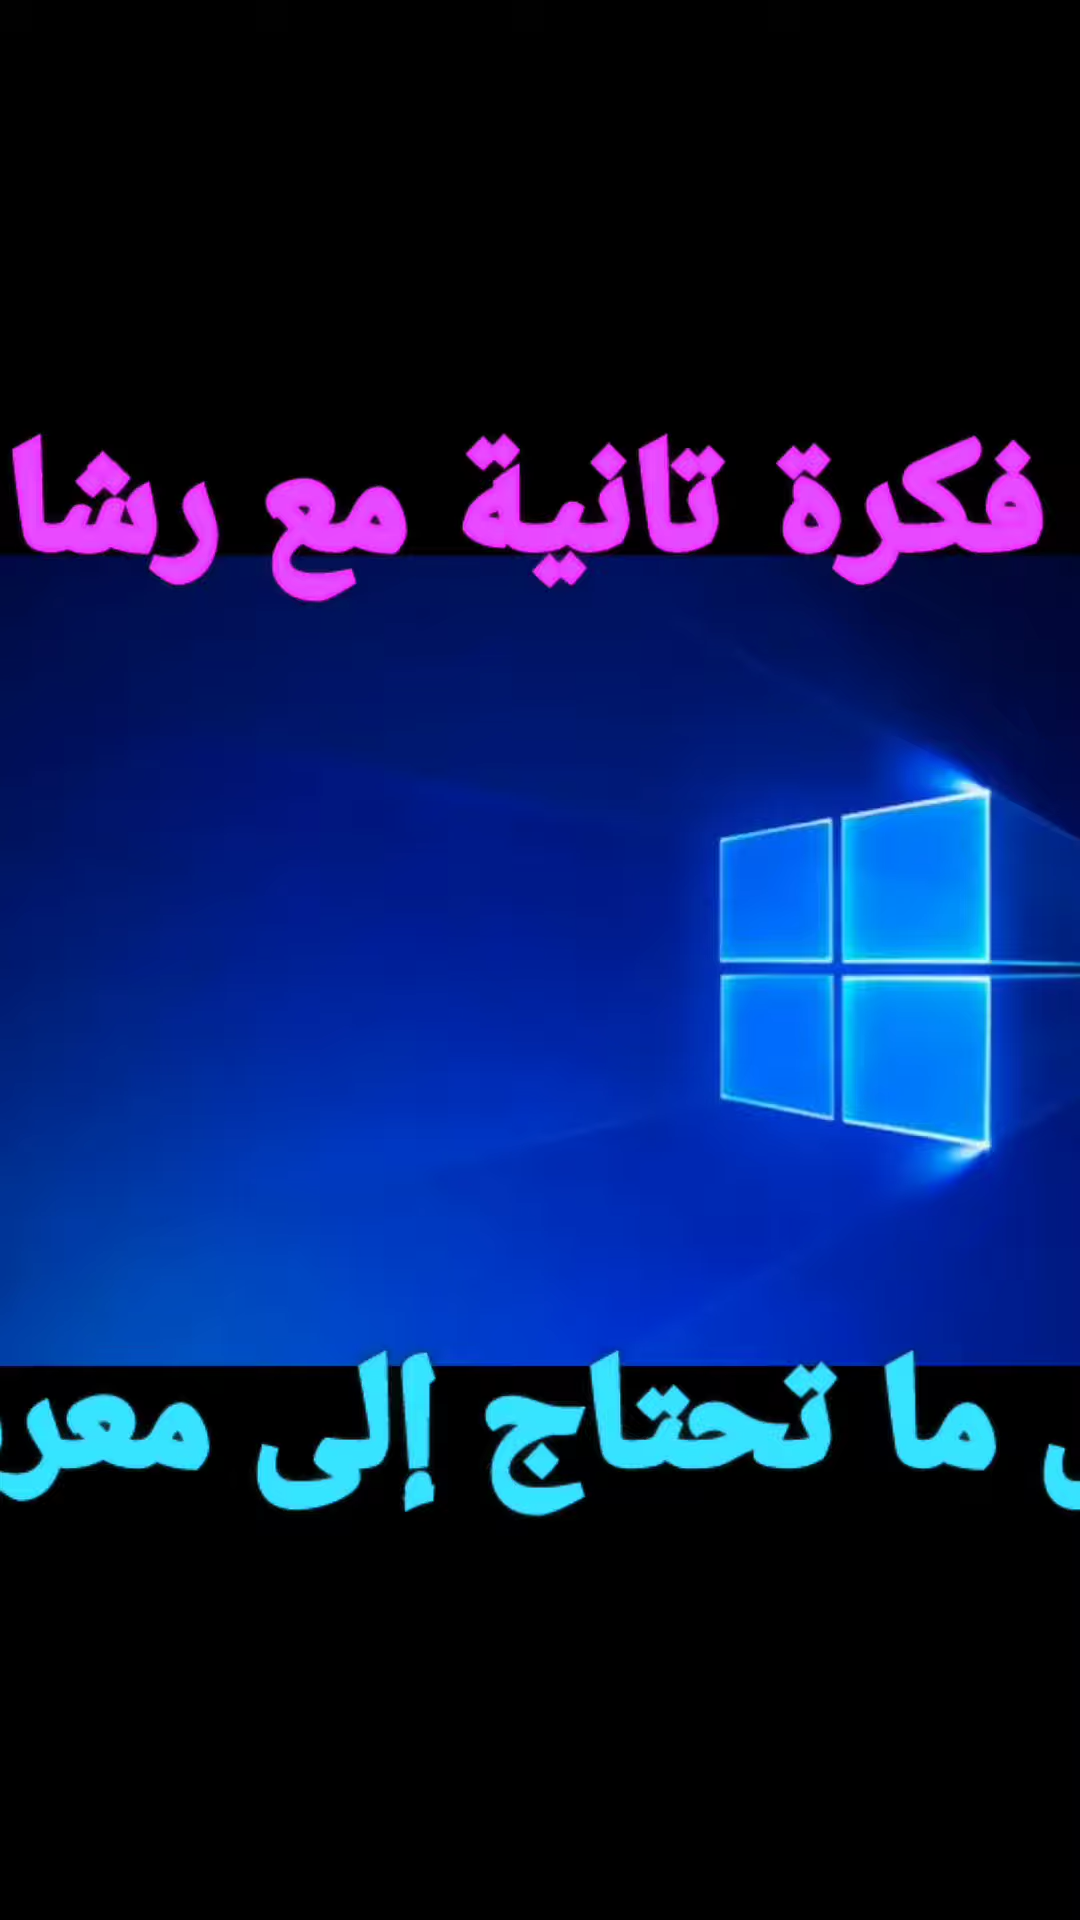 فكرة تانية مع رشا
ما تحتاج إلى